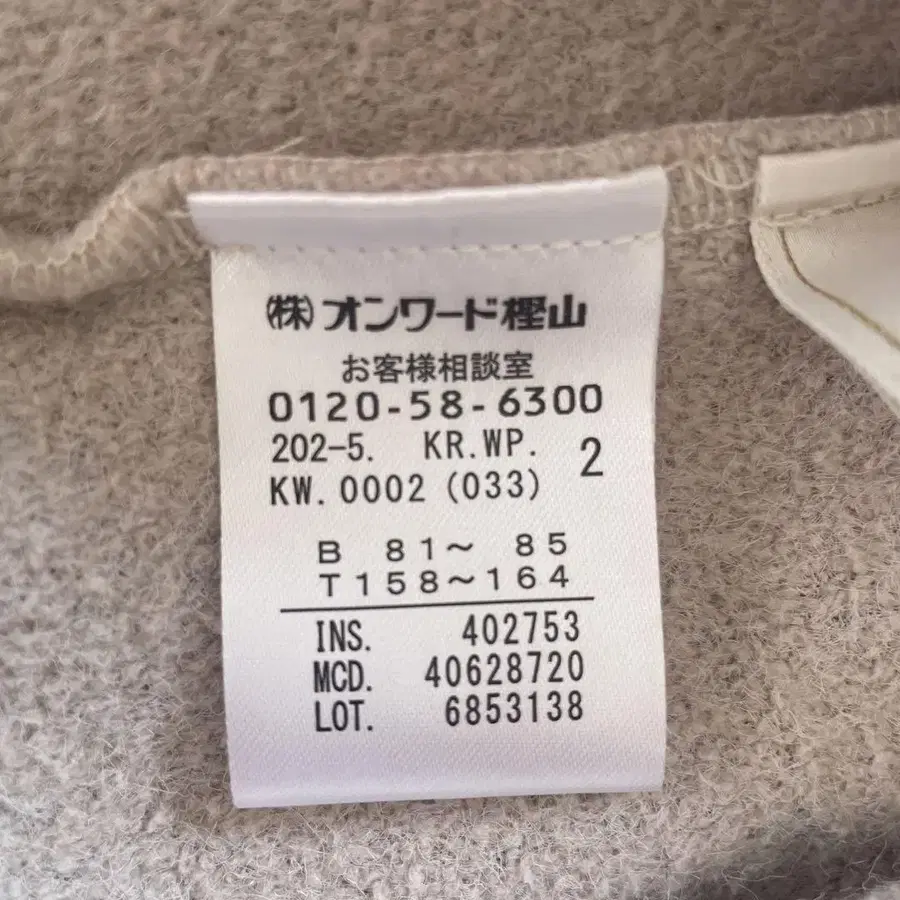 ㈱オンワード樫山
お客様相談室
0120-58-6300
202-5. KR.WP. 2
KW.0002(033)
B 81～ 85
T158～164
INS. 402753
MCD. 40628720
LOT. 6853138